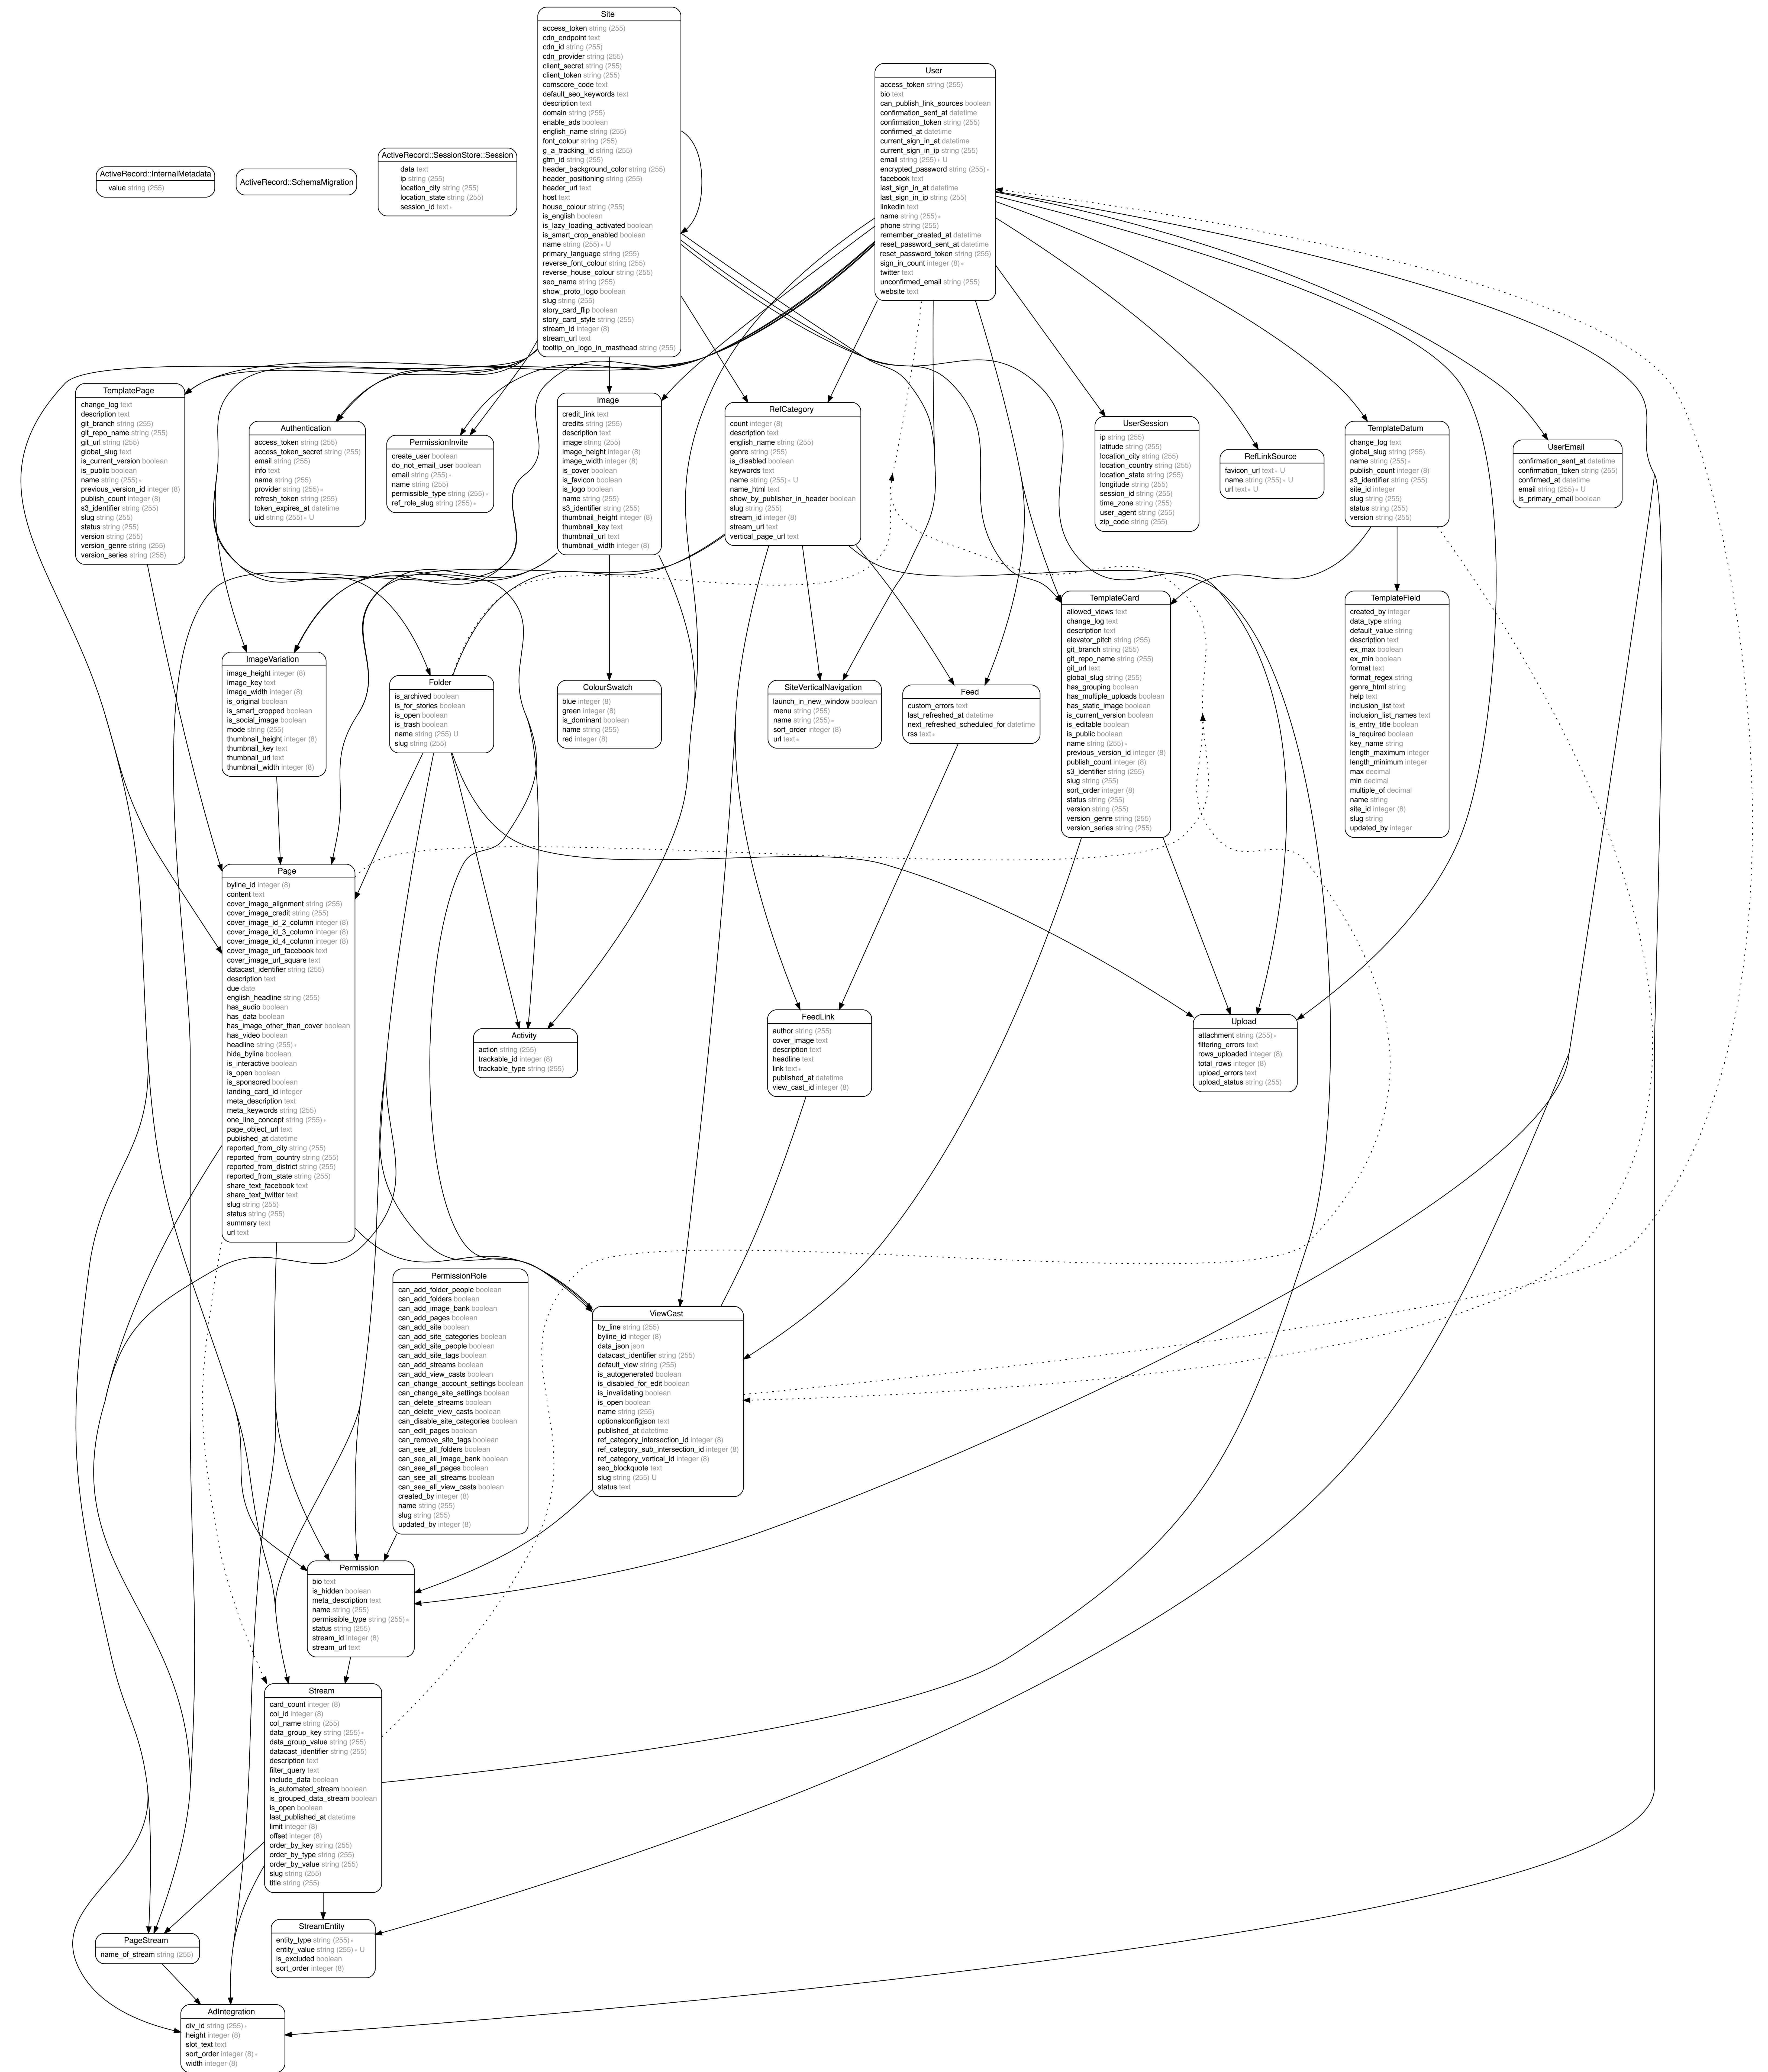 Site
access_token string (255)
cdn_endpoint text
cdn_id string (255)
cdn_provider string (255)
client_secret string (255)
client_token string (255)
comscore_code text
default_seo_keywords text
description text
domain string (255)
enable_ads boolean
english_name string (255)
font_colour string (255)
g_a_tracking_id string (255)
gtm_id string (255)
header_background_color string (255)
header_positioning string (255)
header_url text
host text
house_colour string (255)
is_english boolean
is_lazy_loading_activated boolean
is_smart_crop_enabled boolean
name string (255) ∗ U
primary_language string (255)
reverse_font_colour string (255)
reverse_house_colour string (255)
seo_name string (255)
show_proto_logo boolean
slug string (255)
story_card_flip boolean
story_card_style string (255)
stream_id integer (8)
stream_url text
tooltip_on_logo_in_masthead string (255)
User
access_token string (255)
bio text
can_publish_link_sources boolean
confirmation_sent_at datetime
confirmation_token string (255)
confirmed_at datetime
current_sign_in_at datetime
current_sign_in_ip string (255)
email string (255) ∗ U
encrypted_password string (255) ∗
facebook text
last_sign_in_at datetime
last_sign_in_ip string (255)
linkedin text
name string (255) ∗
phone string (255)
remember_created_at datetime
reset_password_sent_at datetime
reset_password_token string (255)
sign_in_count integer (8) ∗
twitter text
unconfirmed_email string (255)
website text
ActiveRecord::InternalMetadata
value string (255)
ActiveRecord::SchemaMigration
ActiveRecord::SessionStore::Session
data text
ip string (255)
location_city string (255)
location_state string (255)
session_id text ∗
TemplatePage
change_log text
description text
git_branch string (255)
git_repo_name string (255)
git_url string (255)
global_slug text
is_current_version boolean
is_public boolean
name string (255) ∗
previous_version_id integer (8)
publish_count integer (8)
s3_identifier string (255)
slug string (255)
status string (255)
version string (255)
version_genre string (255)
version_series string (255)
Authentication
access_token string (255)
access_token_secret string (255)
email string (255)
info text
name string (255)
provider string (255) ∗
refresh_token string (255)
token_expires_at datetime
uid string (255) ∗ U
PermissionInvite
create_user boolean
do_not_email_user boolean
email string (255) ∗
name string (255)
permissible_type string (255) ∗
ref_role_slug string (255) ∗
Image
credit_link text
credits string (255)
description text
image string (255)
image_height integer (8)
image_width integer (8)
is_cover boolean
is_favicon boolean
is_logo boolean
name string (255)
s3_identifier string (255)
thumbnail_height integer (8)
thumbnail_key text
thumbnail_url text
thumbnail_width integer (8)
RefCategory
count integer (8)
description text
english_name string (255)
genre string (255)
is_disabled boolean
keywords text
name string (255) ∗ U
name_html text
show_by_publisher_in_header boolean
slug string (255)
stream_id integer (8)
stream_url text
vertical_page_url text
UserSession
ip string (255)
latitude string (255)
location_city string (255)
location_country string (255)
location_state string (255)
longitude string (255)
session_id string (255)
time_zone string (255)
user_agent string (255)
zip_code string (255)
RefLinkSource
favicon_url text ∗ U
name string (255) ∗ U
url text ∗ U
TemplateDatum
change_log text
global_slug string (255)
name string (255) ∗
publish_count integer (8)
s3_identifier string (255)
site_id integer
slug string (255)
status string (255)
version string (255)
UserEmail
confirmation_sent_at datetime
confirmation_token string (255)
confirmed_at datetime
email string (255) ∗ U
is_primary_email boolean
ImageVariation
image_height integer (8)
image_key text
image_width integer (8)
is_original boolean
is_smart_cropped boolean
is_social_image boolean
mode string (255)
thumbnail_height integer (8)
thumbnail_key text
thumbnail_url text
thumbnail_width integer (8)
Folder
is_archived boolean
is_for_stories boolean
is_open boolean
is_trash boolean
name string (255) U
slug string (255)
ColourSwatch
blue integer (8)
green integer (8)
is_dominant boolean
name string (255)
red integer (8)
SiteVerticalNavigation
launch_in_new_window boolean
menu string (255)
name string (255) ∗
sort_order integer (8)
url text ∗
Feed
custom_errors text
last_refreshed_at datetime
next_refreshed_scheduled_for datetime
rss text ∗
TemplateCard
allowed_views text
change_log text
description text
elevator_pitch string (255)
git_branch string (255)
git_repo_name string (255)
git_url text
global_slug string (255)
has_grouping boolean
has_multiple_uploads boolean
has_static_image boolean
is_current_version boolean
is_editable boolean
is_public boolean
name string (255) ∗
previous_version_id integer (8)
publish_count integer (8)
s3_identifier string (255)
slug string (255)
sort_order integer (8)
status string (255)
version string (255)
version_genre string (255)
version_series string (255)
TemplateField
created_by integer
data_type string
default_value string
description text
ex_max boolean
ex_min boolean
format text
format_regex string
genre_html string
help text
inclusion_list text
inclusion_list_names text
is_entry_title boolean
is_required boolean
key_name string
length_maximum integer
length_minimum integer
max decimal
min decimal
multiple_of decimal
name string
site_id integer (8)
slug string
updated_by integer
Page
byline_id integer (8)
content text
cover_image_alignment string (255)
cover_image_credit string (255)
cover_image_id_2_column integer (8)
cover_image_id_3_column integer (8)
cover_image_id_4_column integer (8)
cover_image_url_facebook text
cover_image_url_square text
datacast_identifier string (255)
description text
due date
english_headline string (255)
has_audio boolean
has_data boolean
has_image_other_than_cover boolean
has_video boolean
headline string (255) ∗
hide_byline boolean
is_interactive boolean
is_open boolean
is_sponsored boolean
landing_card_id integer
meta_description text
meta_keywords string (255)
one_line_concept string (255) ∗
page_object_url text
published_at datetime
reported_from_city string (255)
reported_from_country string (255)
reported_from_district string (255)
reported_from_state string (255)
share_text_facebook text
share_text_twitter text
slug string (255)
status string (255)
summary text
url text
Activity
action string (255)
trackable_id integer (8)
trackable_type string (255)
FeedLink
author string (255)
cover_image text
description text
headline text
link text ∗
published_at datetime
view_cast_id integer (8)
Upload
attachment string (255) ∗
filtering_errors text
rows_uploaded integer (8)
total_rows integer (8)
upload_errors text
upload_status string (255)
PermissionRole
can_add_folder_people boolean
can_add_folders boolean
can_add_image_bank boolean
can_add_pages boolean
can_add_site boolean
can_add_site_categories boolean
can_add_site_people boolean
can_add_site_tags boolean
can_add_streams boolean
can_add_view_casts boolean
can_change_account_settings boolean
can_change_site_settings boolean
can_delete_streams boolean
can_delete_view_casts boolean
can_disable_site_categories boolean
can_edit_pages boolean
can_remove_site_tags boolean
can_see_all_folders boolean
can_see_all_image_bank boolean
can_see_all_pages boolean
can_see_all_streams boolean
can_see_all_view_casts boolean
created_by integer (8)
name string (255)
slug string (255)
updated_by integer (8)
ViewCast
by_line string (255)
byline_id integer (8)
data_json json
datacast_identifier string (255)
default_view string (255)
is_autogenerated boolean
is_disabled_for_edit boolean
is_invalidating boolean
is_open boolean
name string (255)
optionalconfigjson text
published_at datetime
ref_category_intersection_id integer (8)
ref_category_sub_intersection_id integer (8)
ref_category_vertical_id integer (8)
seo_blockquote text
slug string (255) U
status text
Permission
bio text
is_hidden boolean
meta_description text
name string (255)
permissible_type string (255) ∗
status string (255)
stream_id integer (8)
stream_url text
Stream
card_count integer (8)
col_id integer (8)
col_name string (255)
data_group_key string (255) ∗
data_group_value string (255)
datacast_identifier string (255)
description text
filter_query text
include_data boolean
is_automated_stream boolean
is_grouped_data_stream boolean
is_open boolean
last_published_at datetime
limit integer (8)
offset integer (8)
order_by_key string (255)
order_by_type string (255)
order_by_value string (255)
slug string (255)
title string (255)
StreamEntity
entity_type string (255) ∗
entity_value string (255) ∗ U
is_excluded boolean
sort_order integer (8)
PageStream
name_of_stream string (255)
AdIntegration
div_id string (255) ∗
height integer (8)
slot_text text
sort_order integer (8) ∗
width integer (8)